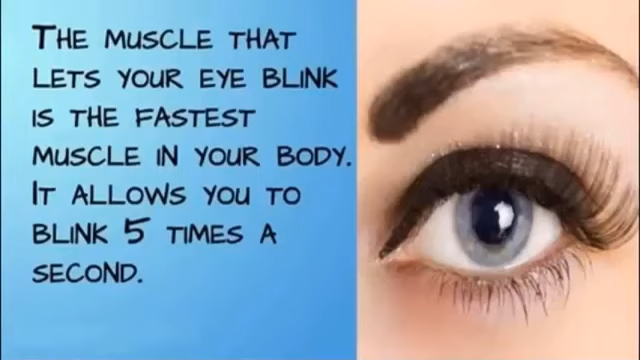 The muscle that
lets your eye blink
is the fastest
muscle in your body.
It allows you to
blink 5 times a
second.